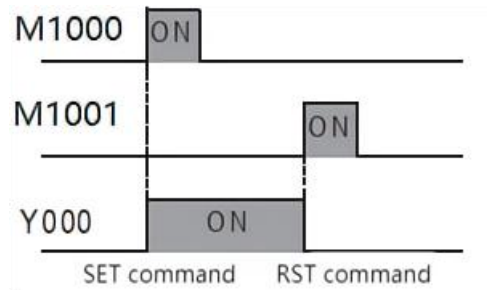 M1000 ON
M1001 ON
Y000 ON
SET command RST command